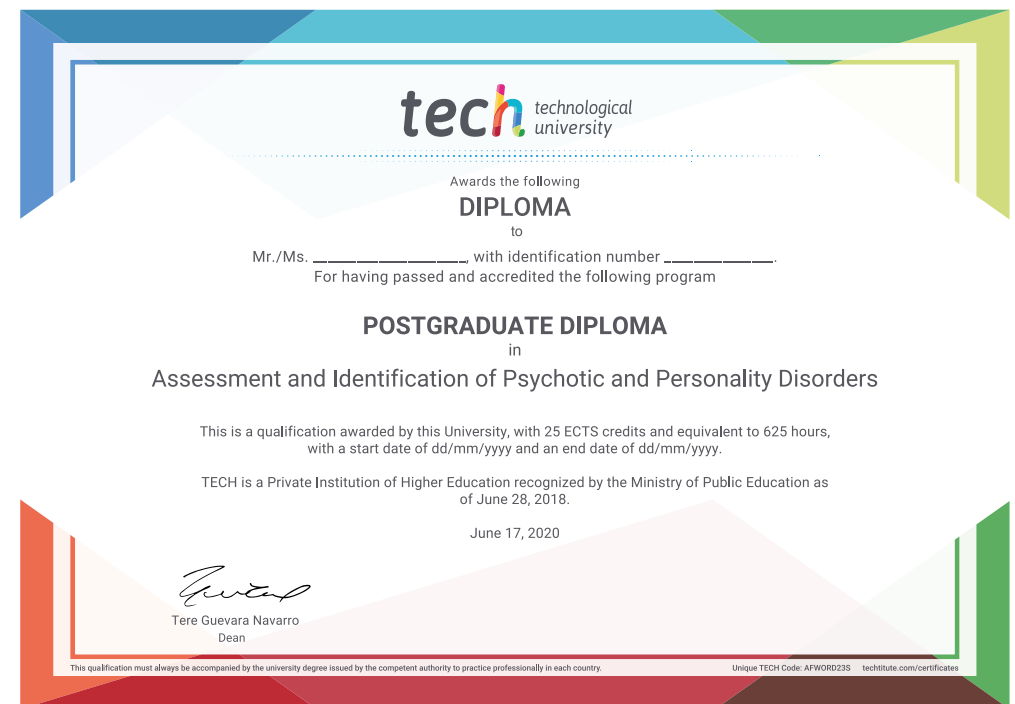 tech technological
university
Awards the following
DIPLOMA
to
Mr./Ms. ________________, with identification number ____________.
For having passed and accredited the following program
POSTGRADUATE DIPLOMA
in
Assessment and Identification of Psychotic and Personality Disorders
This is a qualification awarded by this University, with 25 ECTS credits and equivalent to 625 hours,
with a start date of dd/mm/yyyy and an end date of dd/mm/yyyy.
TECH is a Private Institution of Higher Education recognized by the Ministry of Public Education as
of June 28, 2018.
June 17, 2020
Tere Guevara Navarro
Dean
This qualification must always be accompanied by the university degree issued by the competent authority to practice professionally in each country. Unique TECH Code: AFWORD23S techtitute.com/certificates